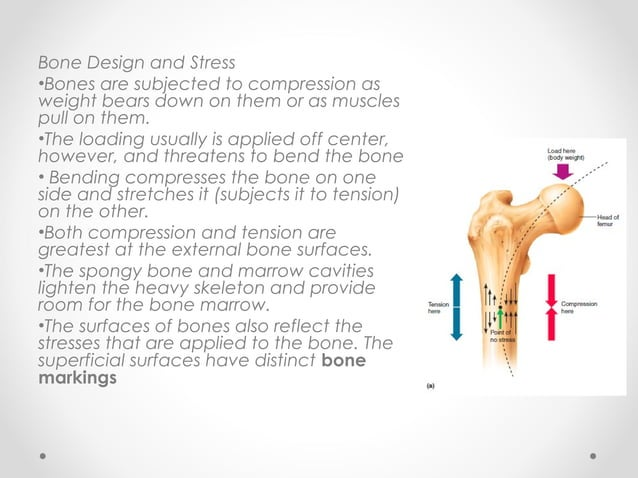 Bone Design and Stress
•Bones are subjected to compression as
weight bears down on them or as muscles
pull on them.
•The loading usually is applied off center,
however, and threatens to bend the bone
• Bending compresses the bone on one
side and stretches it (subjects it to tension)
on the other.
•Both compression and tension are
greatest at the external bone surfaces.
•The spongy bone and marrow cavities
lighten the heavy skeleton and provide
room for the bone marrow.
•The surfaces of bones also reflect the
stresses that are applied to the bone. The
superficial surfaces have distinct bone
markings
Load here
(body weight)
Head of
femur
Tension
here
Compression
here
Point of
no stress
(a)